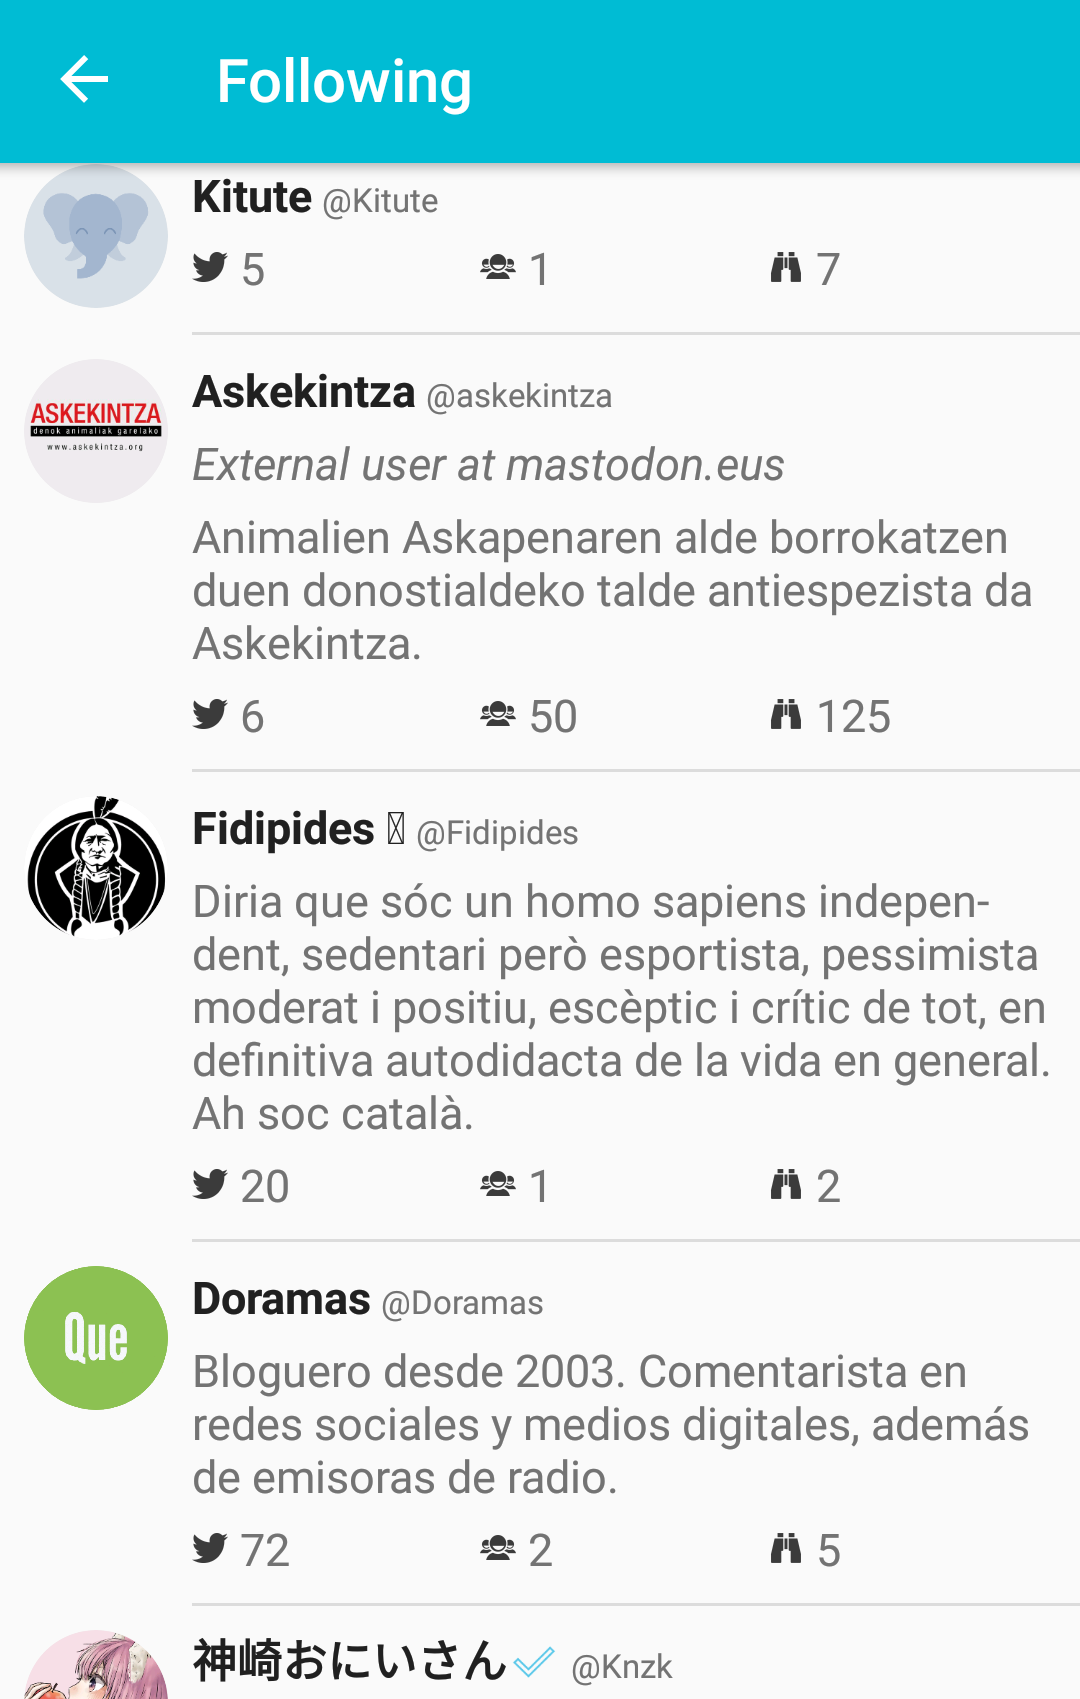 Following
Kitute @Kitute
5 1 7
ASKEKINTZA
denok animaliak garelako
www.askekintza.org
Askekintza @askekintza
External user at mastodon.eus
Animalien Askapenaren alde borrokatzen
duen donostialdeko talde antiespezista da
Askekintza.
6 50 125
Fidipides @Fidipides
Diria que sóc un homo sapiens indepen-
dent, sedentari però esportista, pessimista
moderat i positiu, escèptic i crític de tot, en
definitiva autodidacta de la vida en general.
Ah soc català.
20 1 2
Que
Doramas @Doramas
Bloguero desde 2003. Comentarista en
redes sociales y medios digitales, además
de emisoras de radio.
72 2 5
神崎おにいさん @Knzk